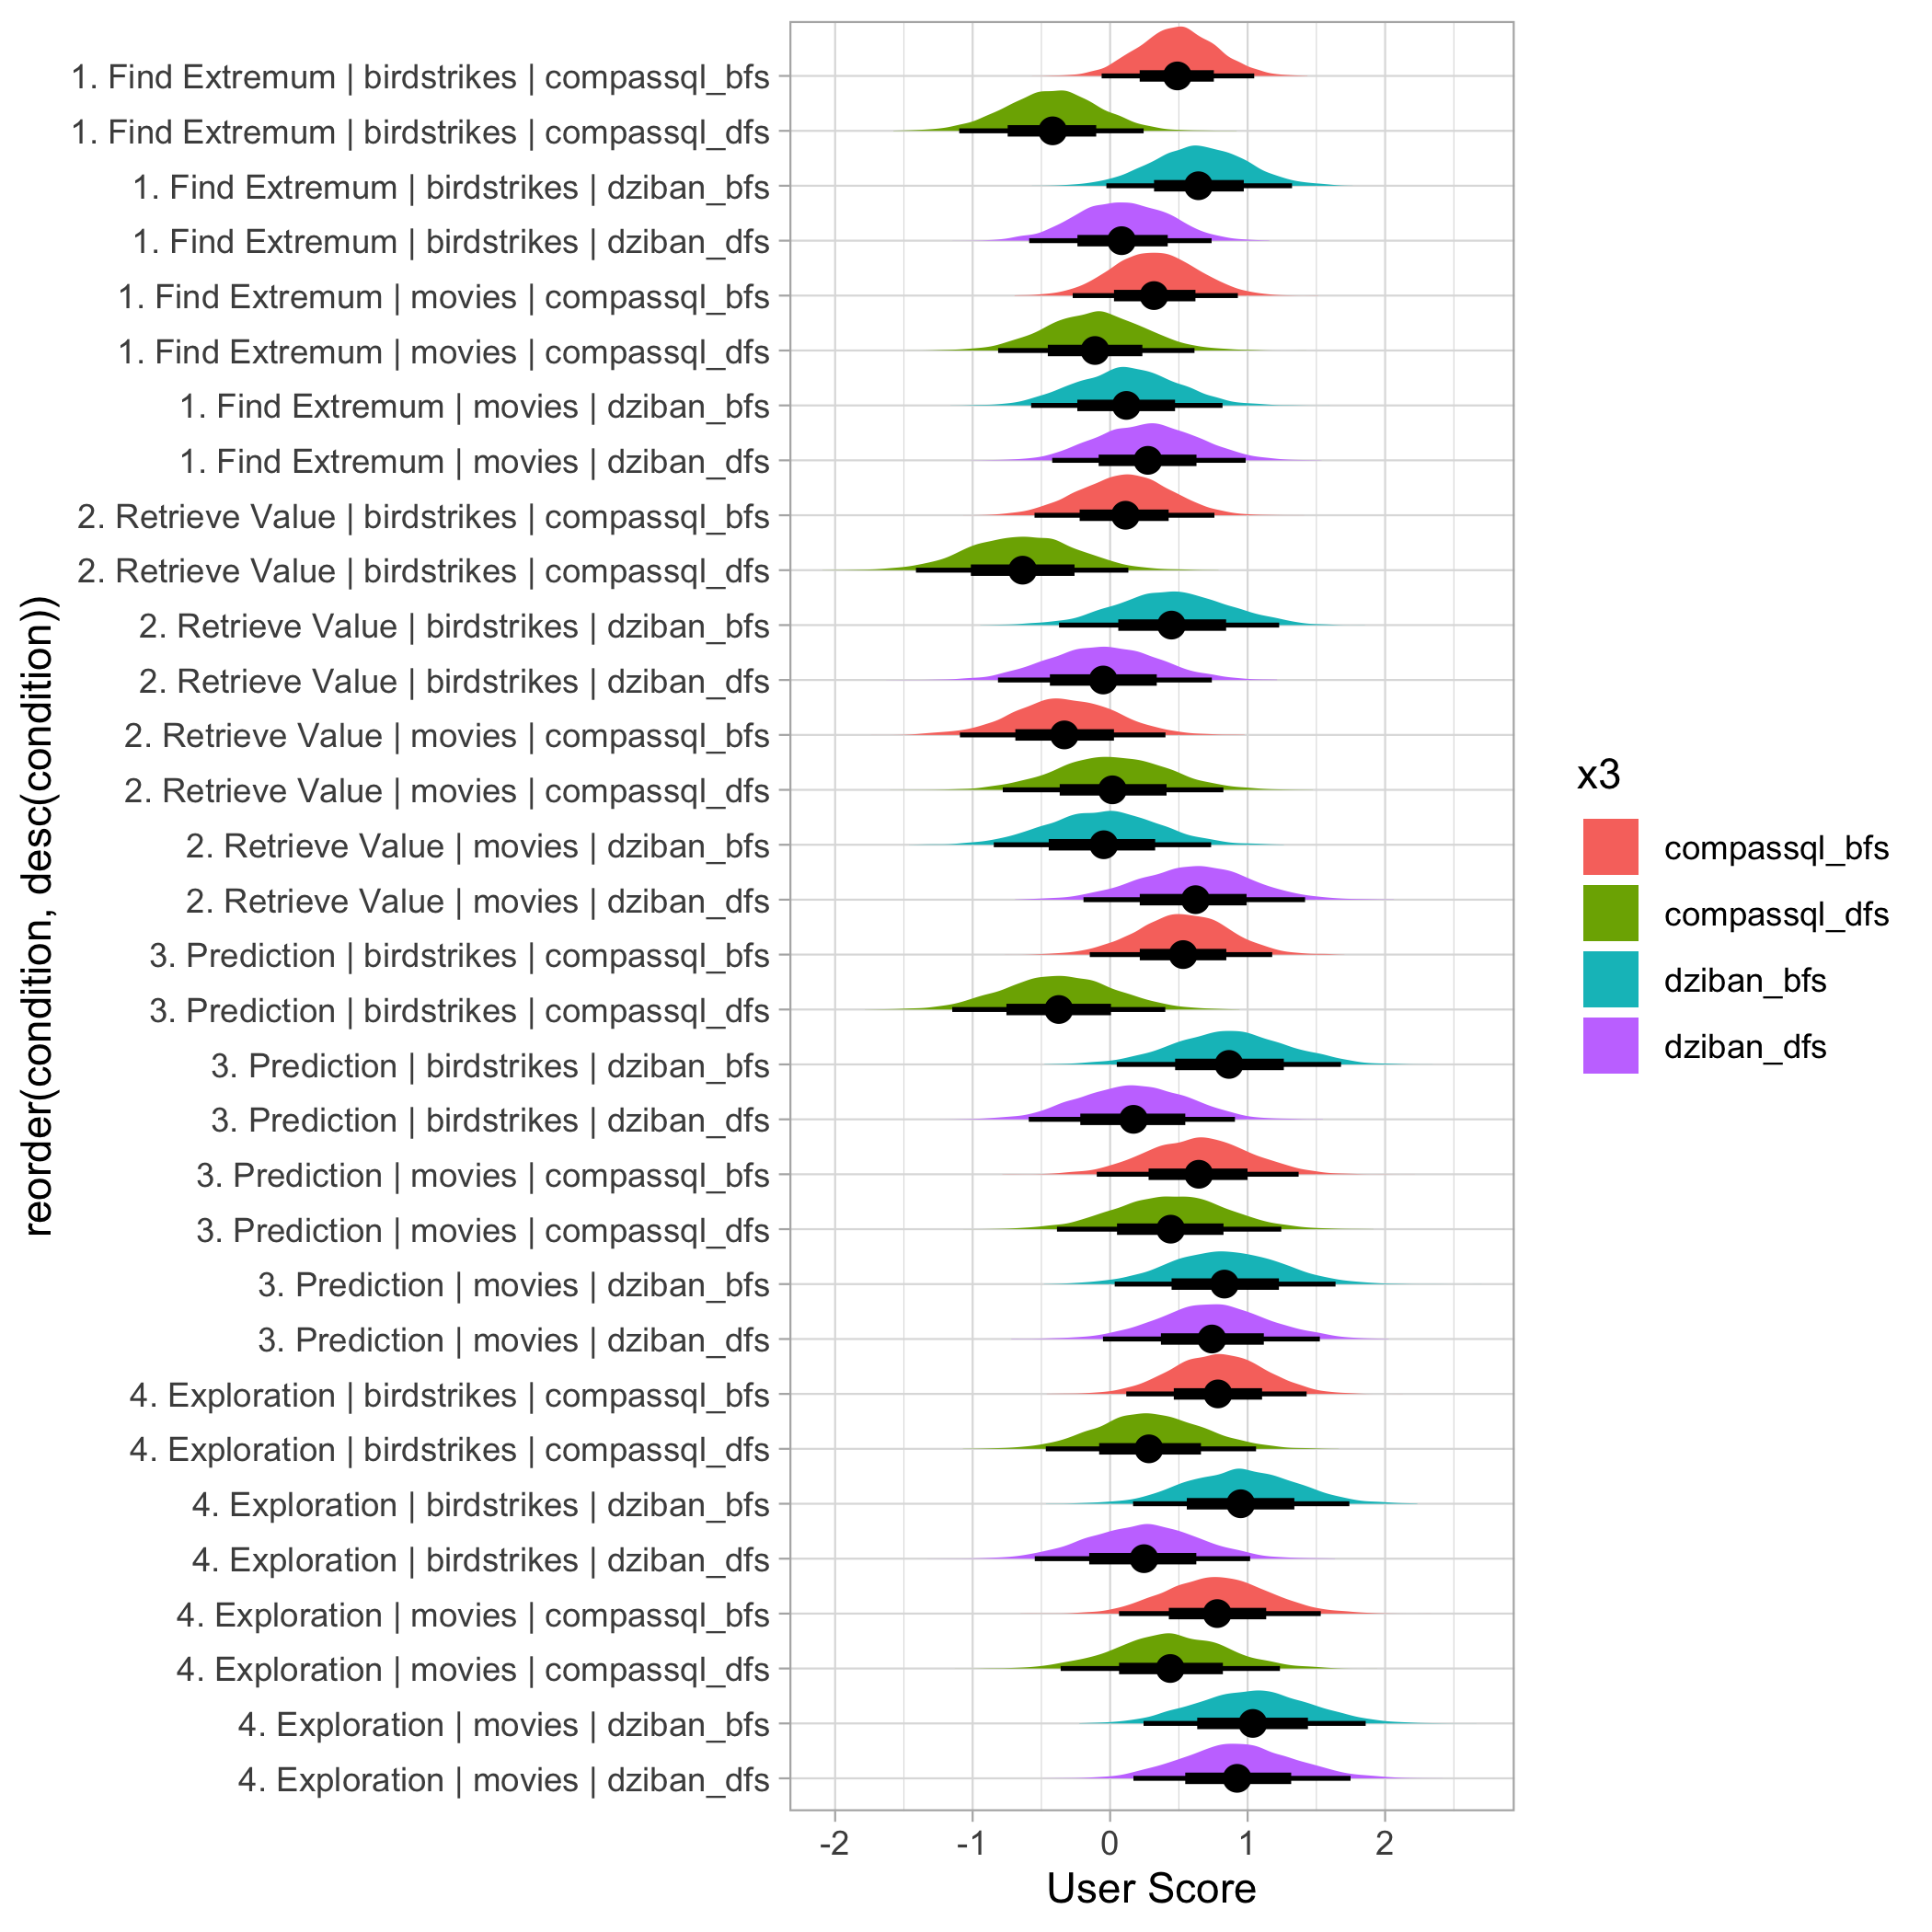 1. Find Extremum | birdstrikes | compassql_bfs
1. Find Extremum | birdstrikes | compassql_dfs
1. Find Extremum | birdstrikes | dziban_bfs
1. Find Extremum | birdstrikes | dziban_dfs
1. Find Extremum | movies | compassql_bfs
1. Find Extremum | movies | compassql_dfs
1. Find Extremum | movies | dziban_bfs
1. Find Extremum | movies | dziban_dfs
2. Retrieve Value | birdstrikes | compassql_bfs
2. Retrieve Value | birdstrikes | compassql_dfs
2. Retrieve Value | birdstrikes | dziban_bfs
2. Retrieve Value | birdstrikes | dziban_dfs
2. Retrieve Value | movies | compassql_bfs
2. Retrieve Value | movies | compassql_dfs
2. Retrieve Value | movies | dziban_bfs
2. Retrieve Value | movies | dziban_dfs
3. Prediction | birdstrikes | compassql_bfs
3. Prediction | birdstrikes | compassql_dfs
3. Prediction | birdstrikes | dziban_bfs
3. Prediction | birdstrikes | dziban_dfs
3. Prediction | movies | compassql_bfs
3. Prediction | movies | compassql_dfs
3. Prediction | movies | dziban_bfs
3. Prediction | movies | dziban_dfs
4. Exploration | birdstrikes | compassql_bfs
4. Exploration | birdstrikes | compassql_dfs
4. Exploration | birdstrikes | dziban_bfs
4. Exploration | birdstrikes | dziban_dfs
4. Exploration | movies | compassql_bfs
4. Exploration | movies | compassql_dfs
4. Exploration | movies | dziban_bfs
4. Exploration | movies | dziban_dfs
reorder(condition, desc(condition))
-2 -1 0 1 2
User Score
x3
compassql_bfs
compassql_dfs
dziban_bfs
dziban_dfs